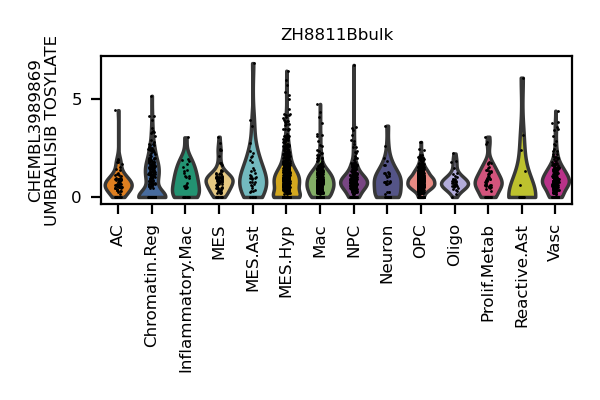 ZH8811Bbulk
CHEMBL3989869
UMBRALISIB TOSYLATE
5
0
AC
Chromatin.Reg
Inflammatory.Mac
MES
MES.Ast
MES.Hyp
Mac
NPC
Neuron
OPC
Oligo
Prolif.Metab
Reactive.Ast
Vasc